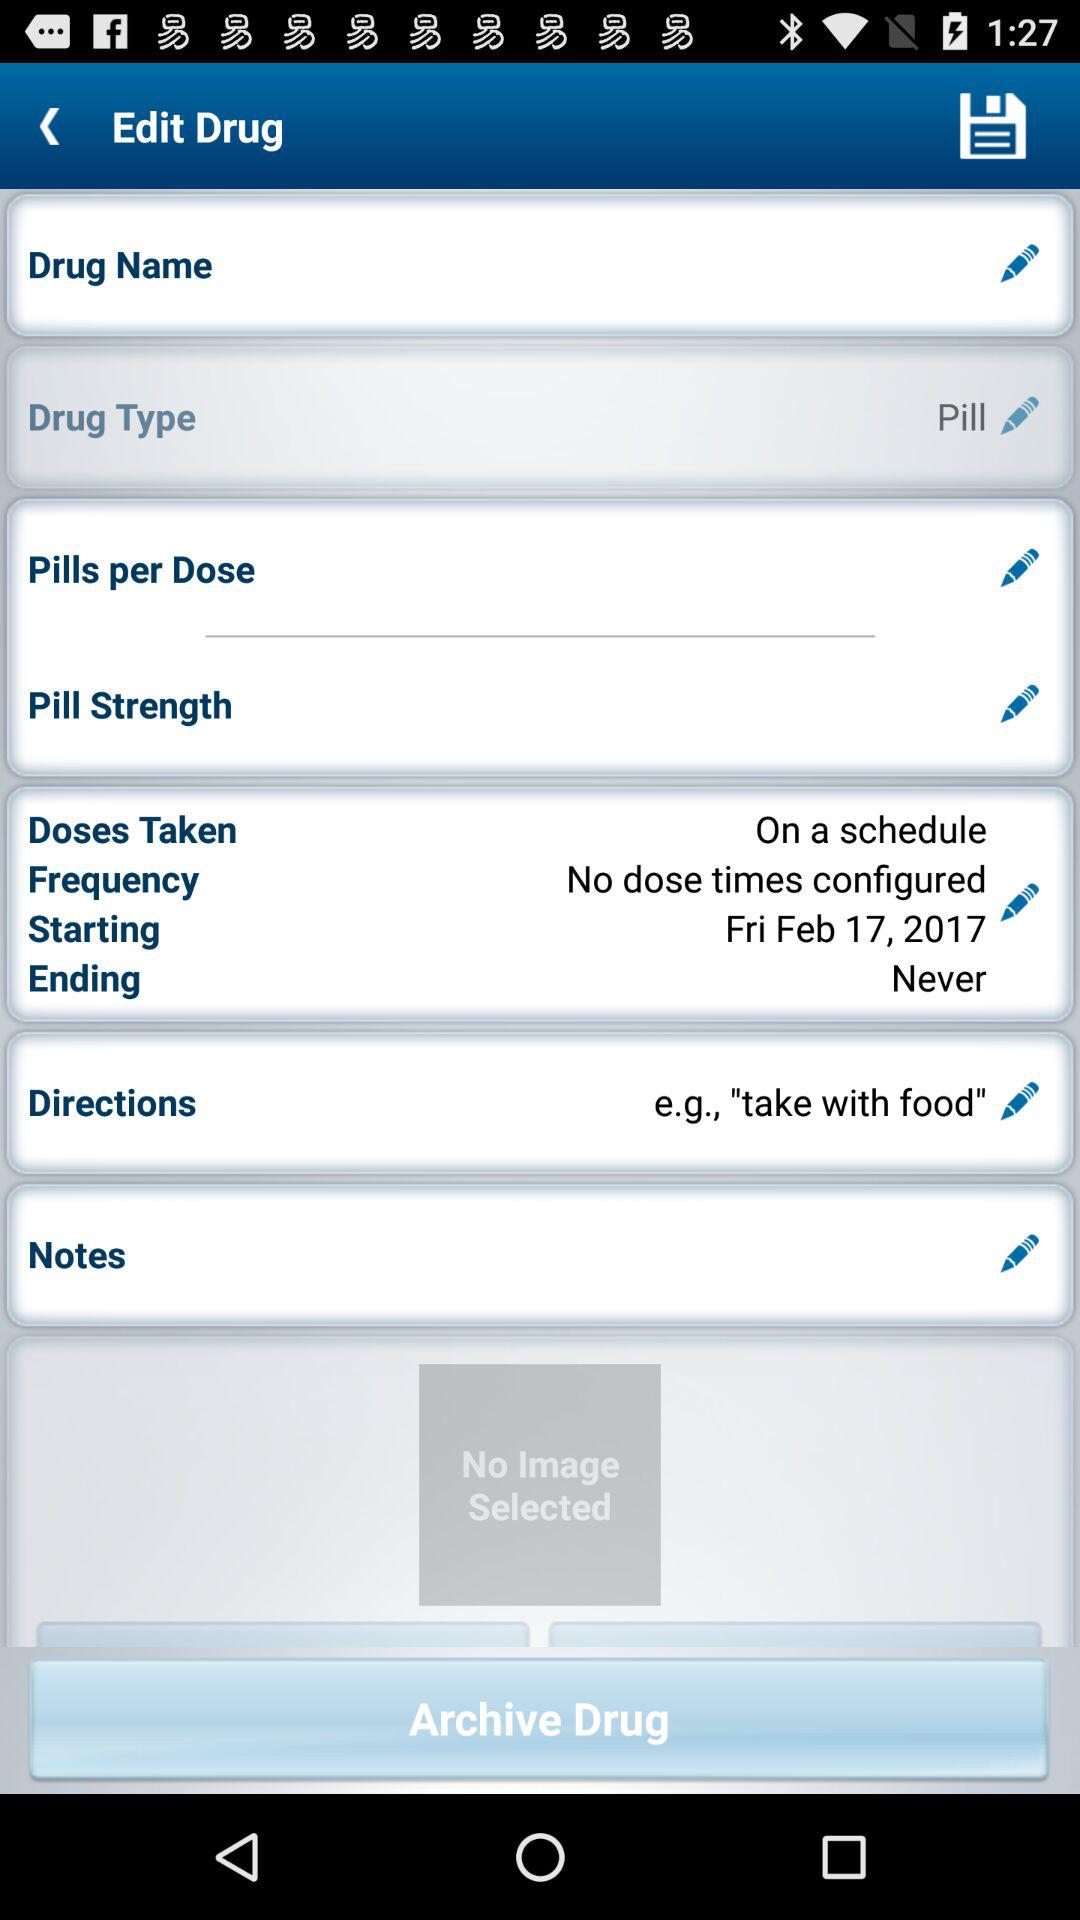 1:27
Edit Drug
Drug Name
Drug Type Pill
Pills per Dose
Pill Strength
Doses Taken On a schedule
Frequency No dose times configured
Starting Fri Feb 17, 2017
Ending Never
Directions e.g., "take with food"
Notes
No Image
Selected
Archive Drug